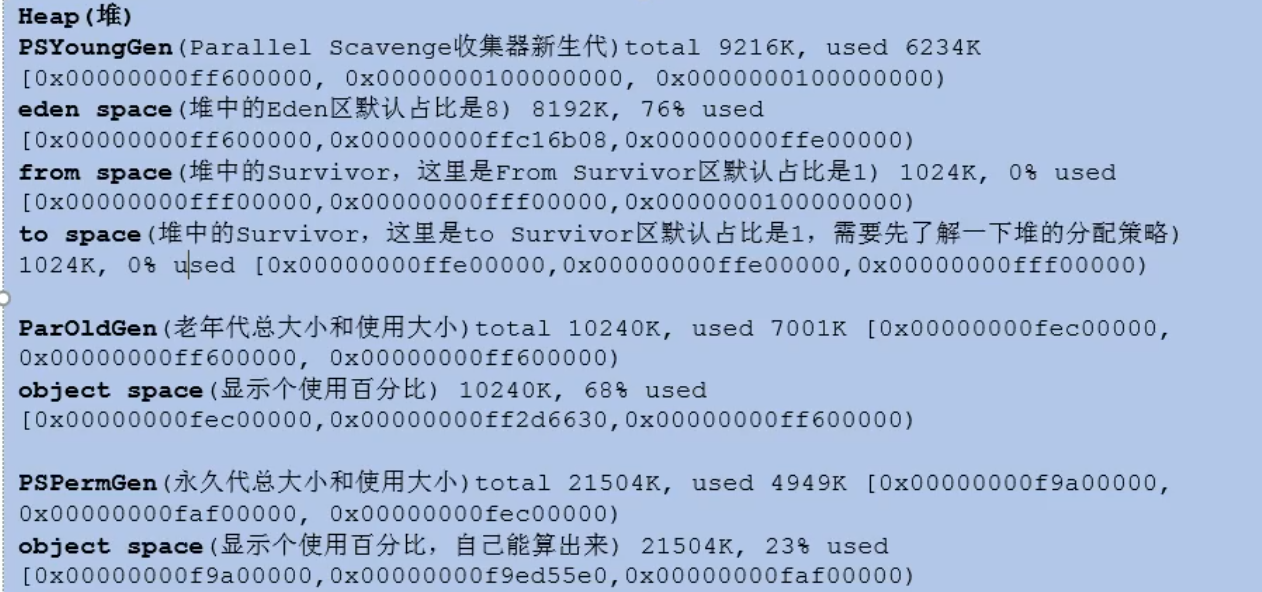 Heap(堆)
PSYoungGen(Parallel Scavenge收集器新生代)total 9216K, used 6234K
[0x00000000ff600000, 0x0000000100000000, 0x0000000100000000)
eden space(堆中的Eden区默认占比是8) 8192K, 76% used
[0x00000000ff600000,0x00000000ffc16b08,0x00000000ffe00000)
from space(堆中的Survivor，这里是From Survivor区默认占比是1) 1024K, 0% used
[0x00000000fff00000,0x00000000fff00000,0x0000000100000000)
to space(堆中的Survivor，这里是to Survivor区默认占比是1，需要先了解一下堆的分配策略)
1024K, 0% used [0x00000000ffe00000,0x00000000ffe00000,0x00000000fff00000)
ParOldGen(老年代总大小和使用大小)total 10240K, used 7001K [0x00000000fec00000,
0x00000000ff600000, 0x00000000ff600000)
object space(显示个使用百分比) 10240K, 68% used
[0x00000000fec00000,0x00000000ff2d6630,0x00000000ff600000)
PSPermGen(永久代总大小和使用大小)total 21504K, used 4949K [0x00000000f9a00000,
0x00000000faf00000, 0x00000000fec00000)
object space(显示个使用百分比，自己能算出来) 21504K, 23% used
[0x00000000f9a00000,0x00000000f9ed55e0,0x00000000faf00000)